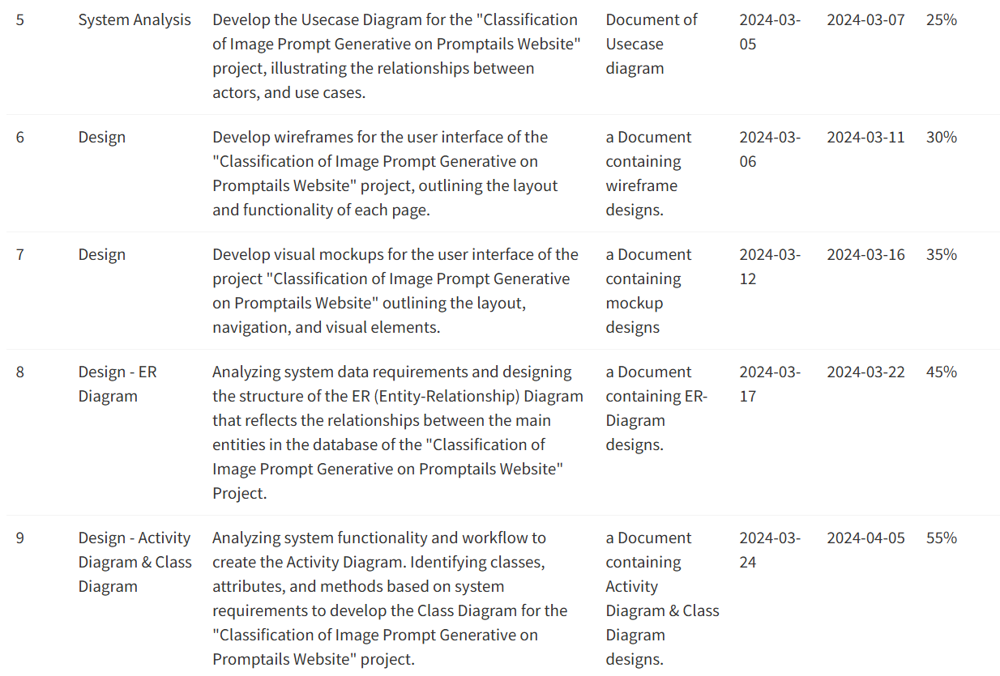 5 System Analysis Develop the Usecase Diagram for the "Classification Document of 2024-03- 2024-03-07 25%
of Image Prompt Generative on Promptails Website" Usecase 05
project, illustrating the relationships between diagram
actors, and use cases.
6 Design Develop wireframes for the user interface of the a Document 2024-03- 2024-03-11 30%
"Classification of Image Prompt Generative on containing 06
Promptails Website" project, outlining the layout wireframe
and functionality of each page. designs.
7 Design Develop visual mockups for the user interface of the a Document 2024-03- 2024-03-16 35%
project "Classification of Image Prompt Generative containing 12
on Promptails Website" outlining the layout, mockup
navigation, and visual elements. designs
8 Design - ER Analyzing system data requirements and designing a Document 2024-03- 2024-03-22 45%
Diagram the structure of the ER (Entity-Relationship) Diagram containing ER- 17
that reflects the relationships between the main Diagram
entities in the database of the "Classification of designs.
Image Prompt Generative on Promptails Website"
Project.
9 Design - Activity Analyzing system functionality and workflow to a Document 2024-03- 2024-04-05 55%
Diagram & Class create the Activity Diagram. Identifying classes, containing 24
Diagram attributes, and methods based on system Activity
requirements to develop the Class Diagram for the Diagram & Class
"Classification of Image Prompt Generative on Diagram
Promptails Website" project. designs.